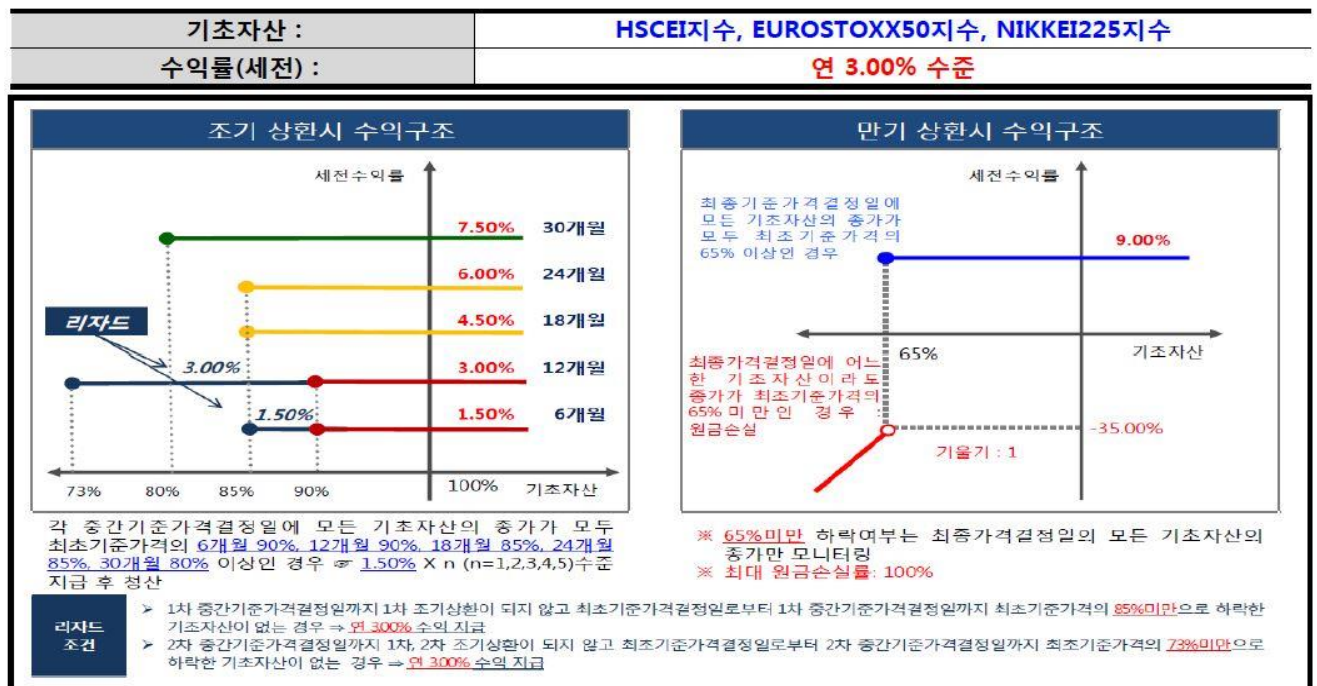 기초자산 :
HSCEI지수, EUROSTOXX50지수, NIKKEI225지수
수익률(세전) :
연 3.00% 수준
조기 상환시 수익구조
세전수익률
7.50% 30개월
6.00% 24개월
4.50% 18개월
리자드
3.00%
3.00% 12개월
1.50%
1.50% 6개월
73% 80% 85% 90% 100% 기초자산
각 중간기준가격결정일에 모든 기초자산의 종가가 모두
최초기준가격의 6개월 90%, 12개월 90%, 18개월 85%, 24개월
85%, 30개월 80% 이상인 경우 ☞ 1.50% X n (n=1,2,3,4,5)수준
지급 후 청산
만기 상환시 수익구조
세전수익률
최종기준가격결정일에
모든 기초자산의 종가가
모두 최초기준가격의
65% 이상인 경우
9.00%
65%
기초자산
최종가격결정일에 어느
한 기초자산이라도
종가가 최초기준가격의
65%미만인 경우 :
원금손실
-35.00%
기울기 : 1
※ 65%미만 하락여부는 최종가격결정일의 모든 기초자산의
종가만 모니터링
※ 최대 원금손실률: 100%
리자드
조건
➢ 1차 중간기준가격결정일까지 1차 조기상환이 되지 않고 최초기준가격결정일로부터 1차 중간기준가격결정일까지 최초기준가격의 85%미만으로 하락한
기초자산이 없는 경우 ⇒ 연 3.00% 수익 지급
➢ 2차 중간기준가격결정일까지 1차, 2차 조기상환이 되지 않고 최초기준가격결정일로부터 2차 중간기준가격결정일까지 최초기준가격의 73%미만으로
하락한 기초자산이 없는 경우 ⇒ 연 3.00% 수익 지급